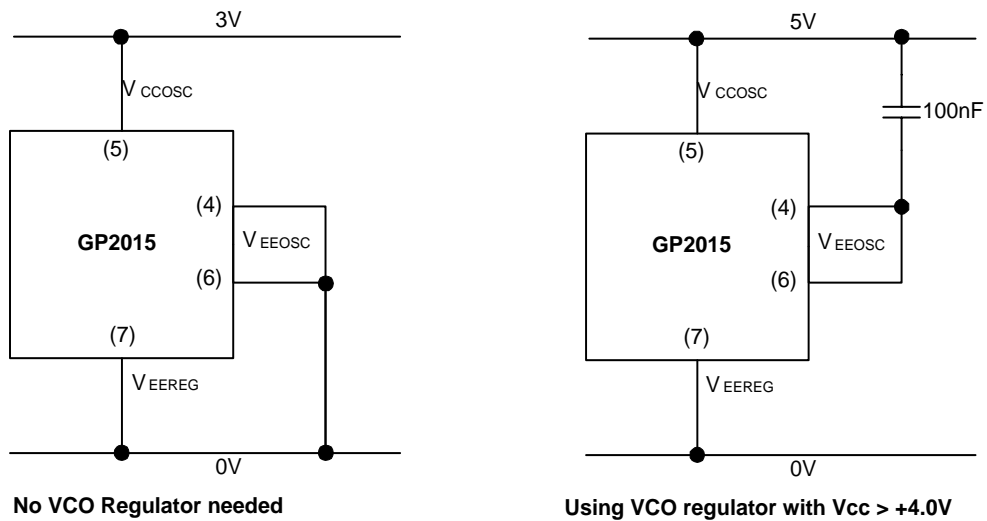 3V
V CCOSC
(5)
(4)
GP2015
V EEOSC
(6)
(7)
V EEREG
0V
No VCO Regulator needed
5V
V CCOSC
100nF
(5)
(4)
GP2015
V EEOSC
(6)
(7)
V EEREG
0V
Using VCO regulator with Vcc > +4.0V